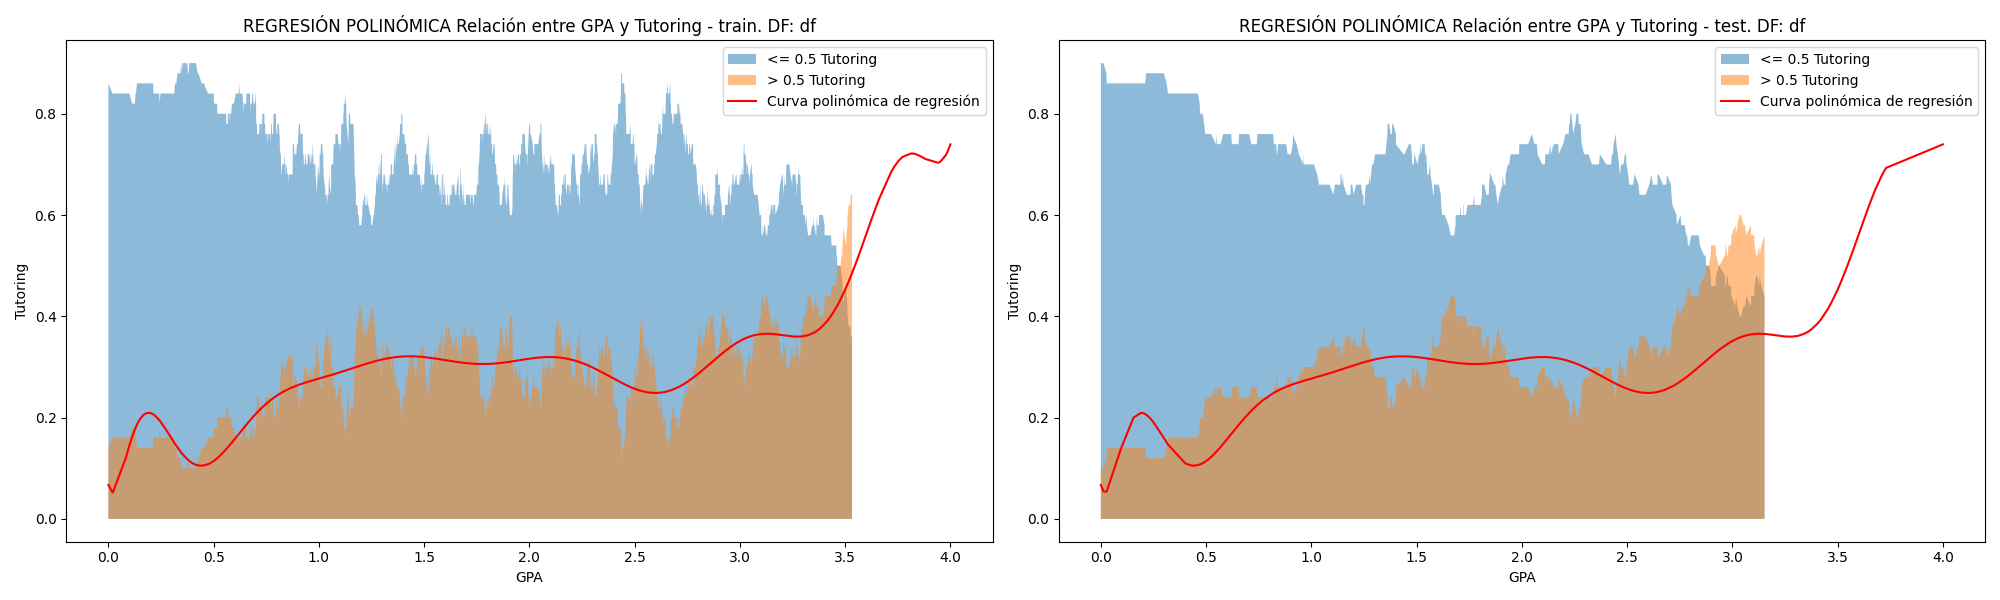 REGRESIÓN POLINÓMICA Relación entre GPA y Tutoring - train. DF: df
<= 0.5 Tutoring
> 0.5 Tutoring
Curva polinómica de regresión
Tutoring
0.8
0.6
0.4
0.2
0.0
0.0 0.5 1.0 1.5 2.0 2.5 3.0 3.5 4.0
GPA
REGRESIÓN POLINÓMICA Relación entre GPA y Tutoring - test. DF: df
<= 0.5 Tutoring
> 0.5 Tutoring
Curva polinómica de regresión
Tutoring
0.8
0.6
0.4
0.2
0.0
0.0 0.5 1.0 1.5 2.0 2.5 3.0 3.5 4.0
GPA